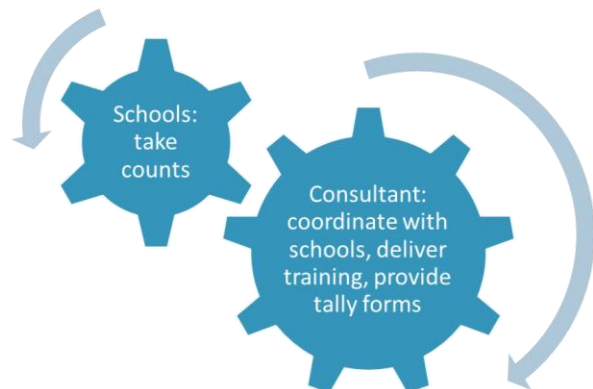 Schools:
take
counts
Consultant:
coordinate with
schools, deliver
training, provide
tally forms